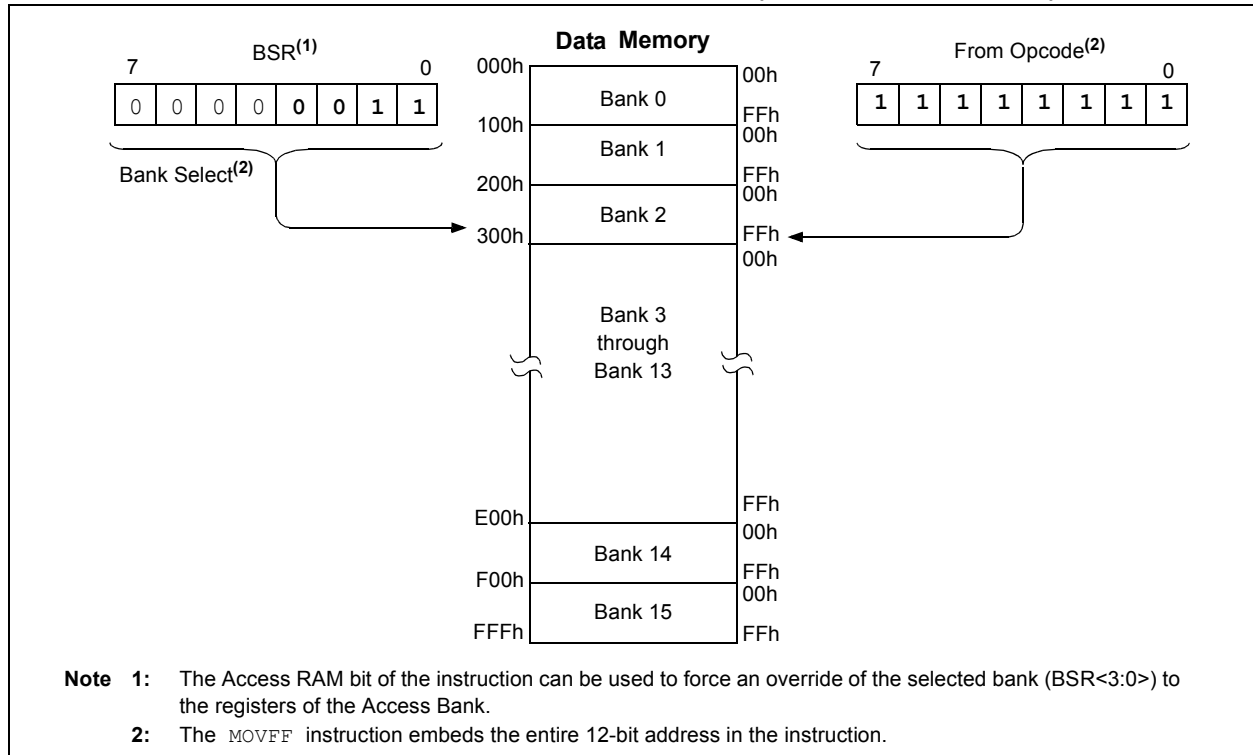 Data Memory
BSR(1)
7 0
0 0 0 0 0 0 1 1
Bank Select(2)
From Opcode(2)
7 0
1 1 1 1 1 1 1 1
000h
Bank 0
00h
FFh
100h
Bank 1
00h
FFh
200h
Bank 2
00h
FFh
300h
00h
Bank 3
through
Bank 13
FFh
E00h
Bank 14
00h
FFh
F00h
Bank 15
00h
FFFh
FFh
Note 1: The Access RAM bit of the instruction can be used to force an override of the selected bank (BSR<3:0>) to
the registers of the Access Bank.
2: The MOVFF instruction embeds the entire 12-bit address in the instruction.